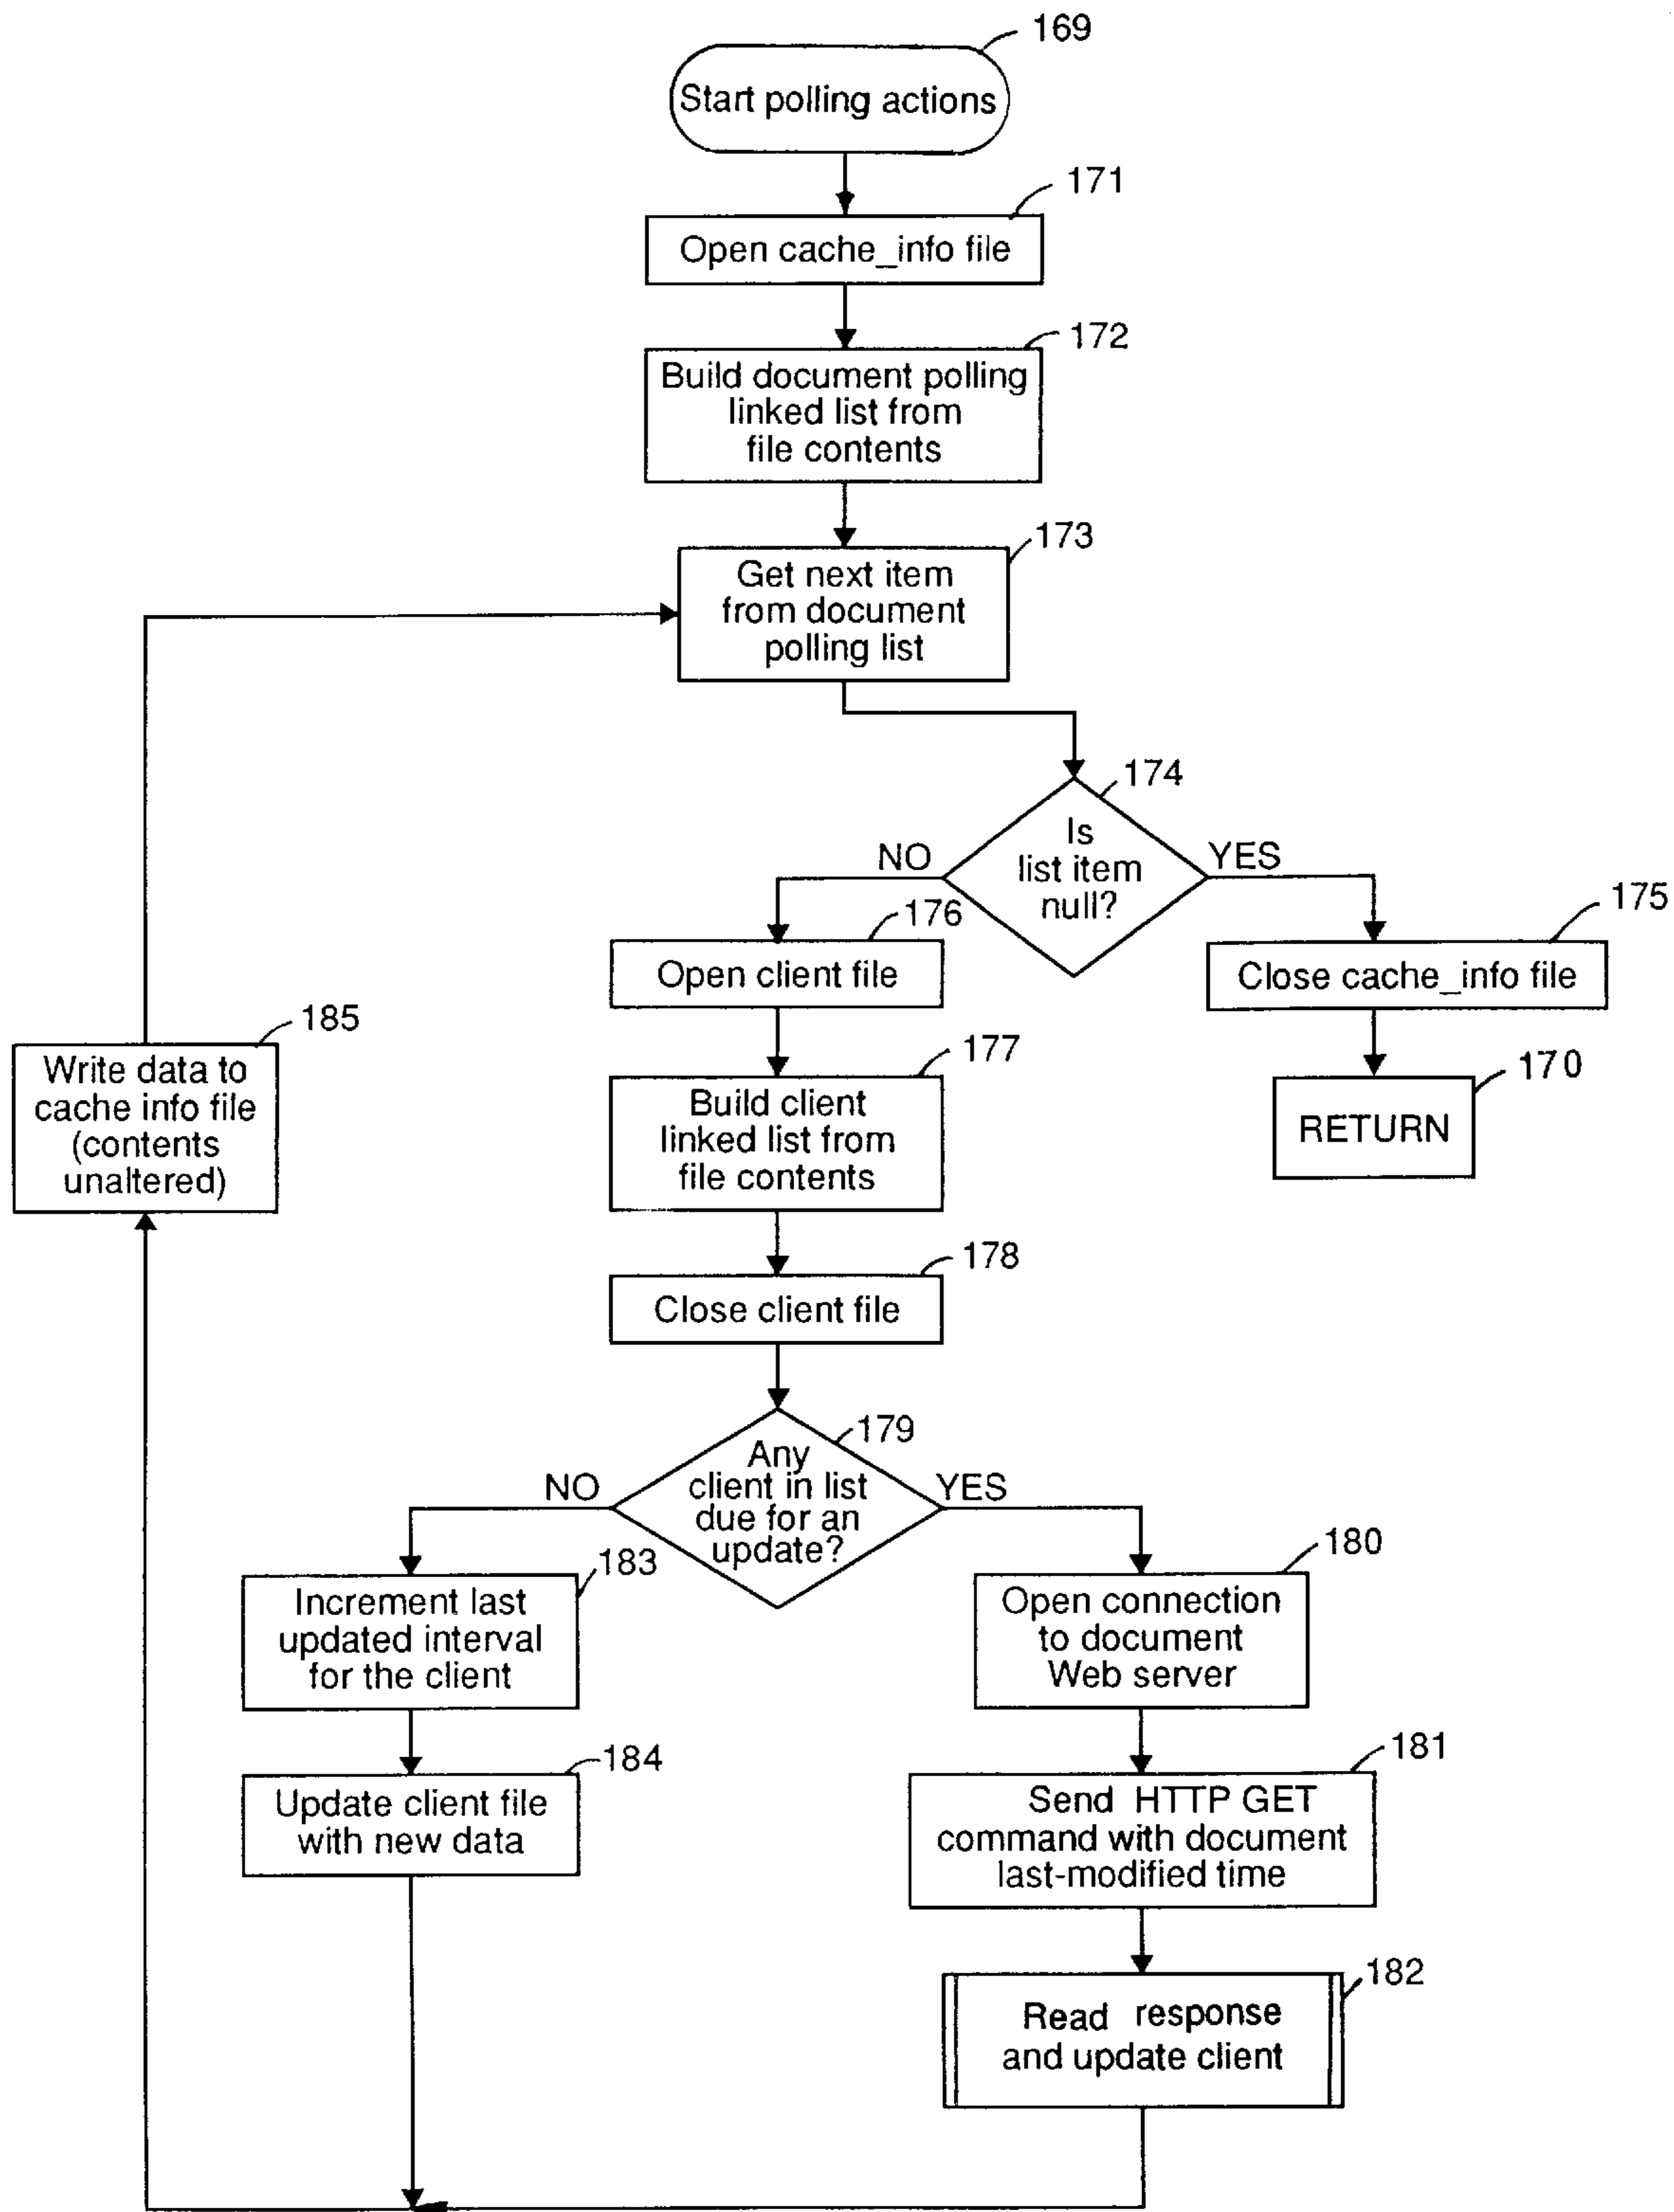 169
Start polling actions
171
Open cache_info file
172
Build document polling
linked list from
file contents
173
Get next item
from document
polling list
174
Is
list item
null?
NO
YES
176
Open client file
175
Close cache_info file
185
Write data to
cache info file
(contents
unaltered)
177
Build client
linked list from
file contents
170
RETURN
178
Close client file
179
Any
client in list
due for an
update?
NO
YES
183
Increment last
updated interval
for the client
180
Open connection
to document
Web server
184
Update client file
with new data
181
Send HTTP GET
command with document
last-modified time
182
Read response
and update client